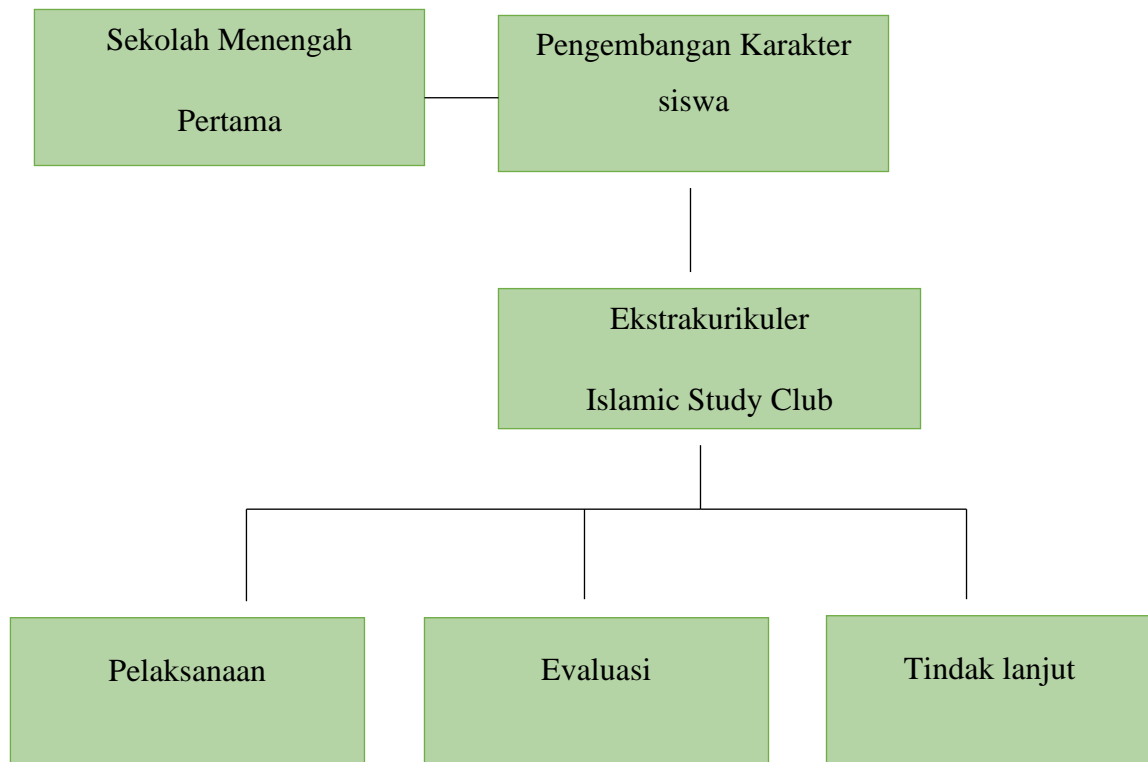 Sekolah Menengah
Pertama
Pengembangan Karakter
siswa
Ekstrakurikuler
Islamic Study Club
Pelaksanaan
Evaluasi
Tindak lanjut